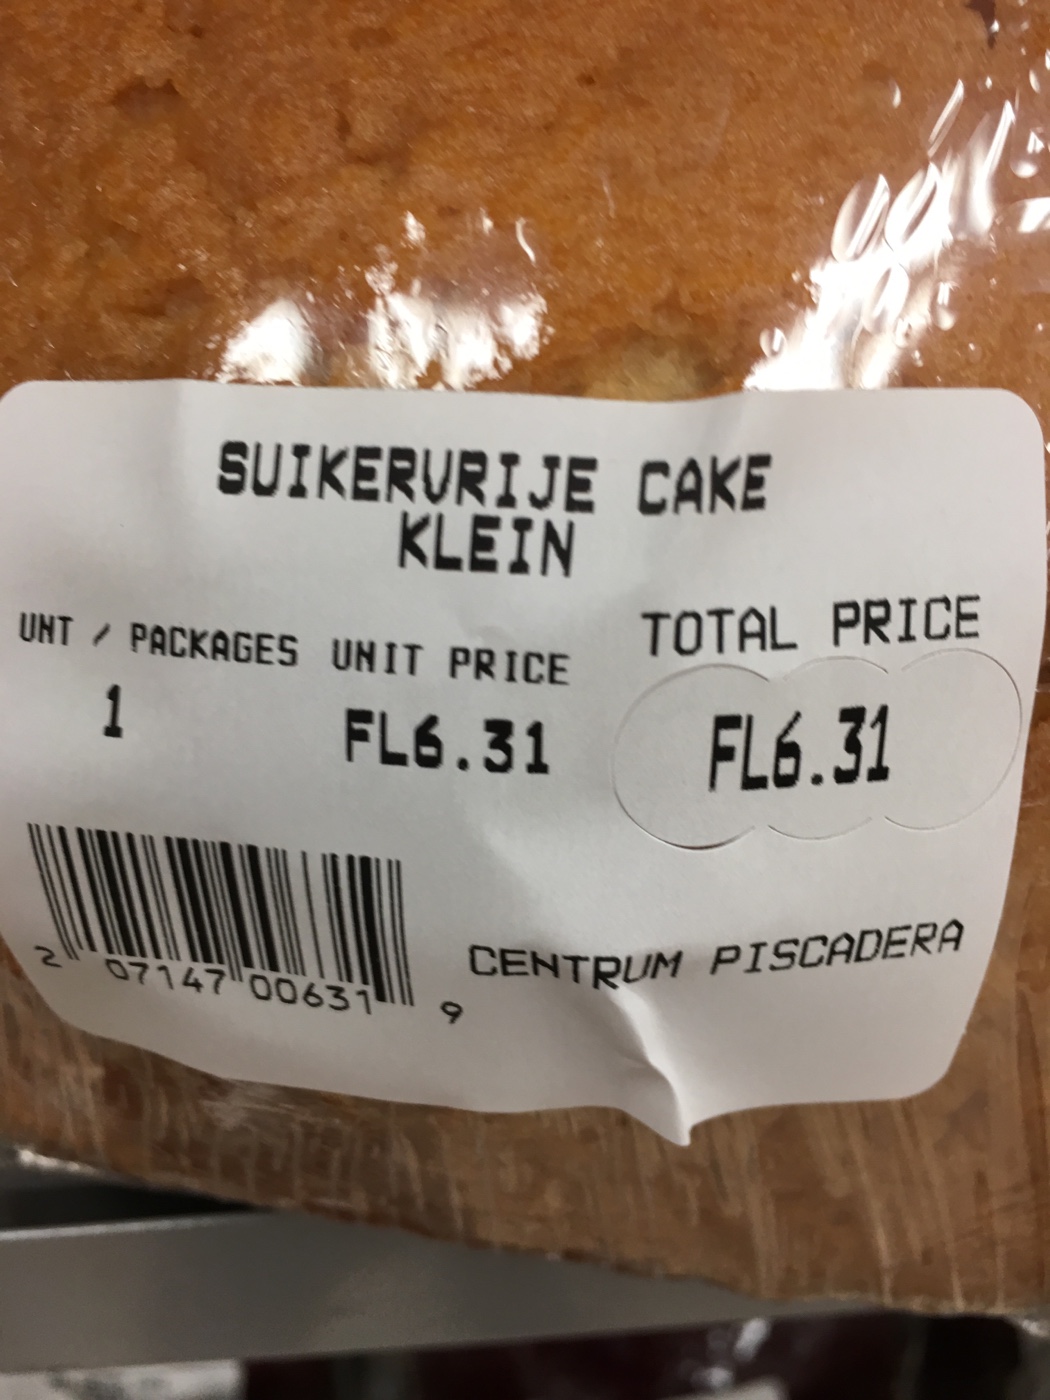 SUIKERVRIJE CAKE
KLEIN
UNT / PACKAGES UNIT PRICE TOTAL PRICE
1 FL6.31 FL6.31
2 07147 00631 9
CENTRUM PISCADERA